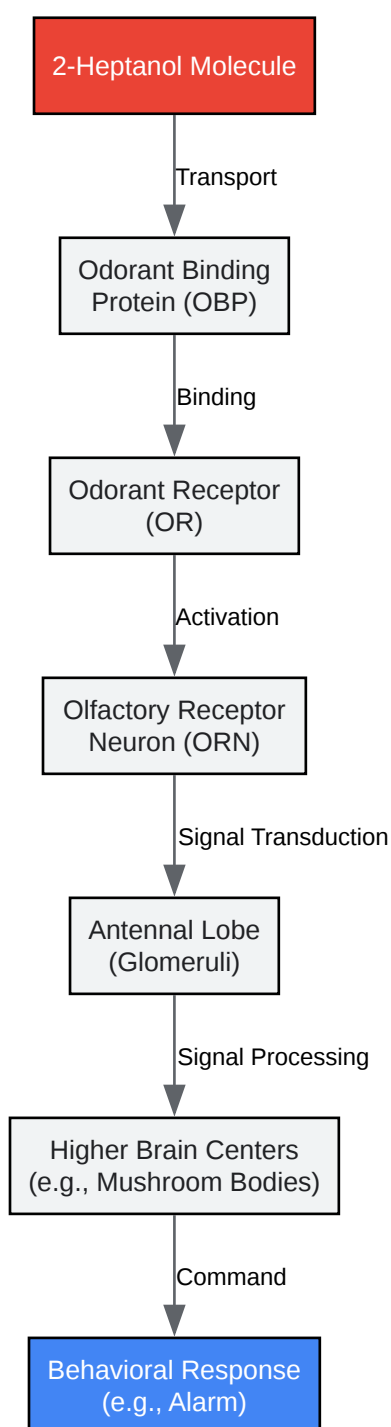 2-Heptanol Molecule
Transport
Odorant Binding
Protein (OBP)
Binding
Odorant Receptor
(OR)
Activation
Olfactory Receptor
Neuron (ORN)
Signal Transduction
Antennal Lobe
(Glomeruli)
Signal Processing
Higher Brain Centers
(e.g., Mushroom Bodies)
Command
Behavioral Response
(e.g., Alarm)